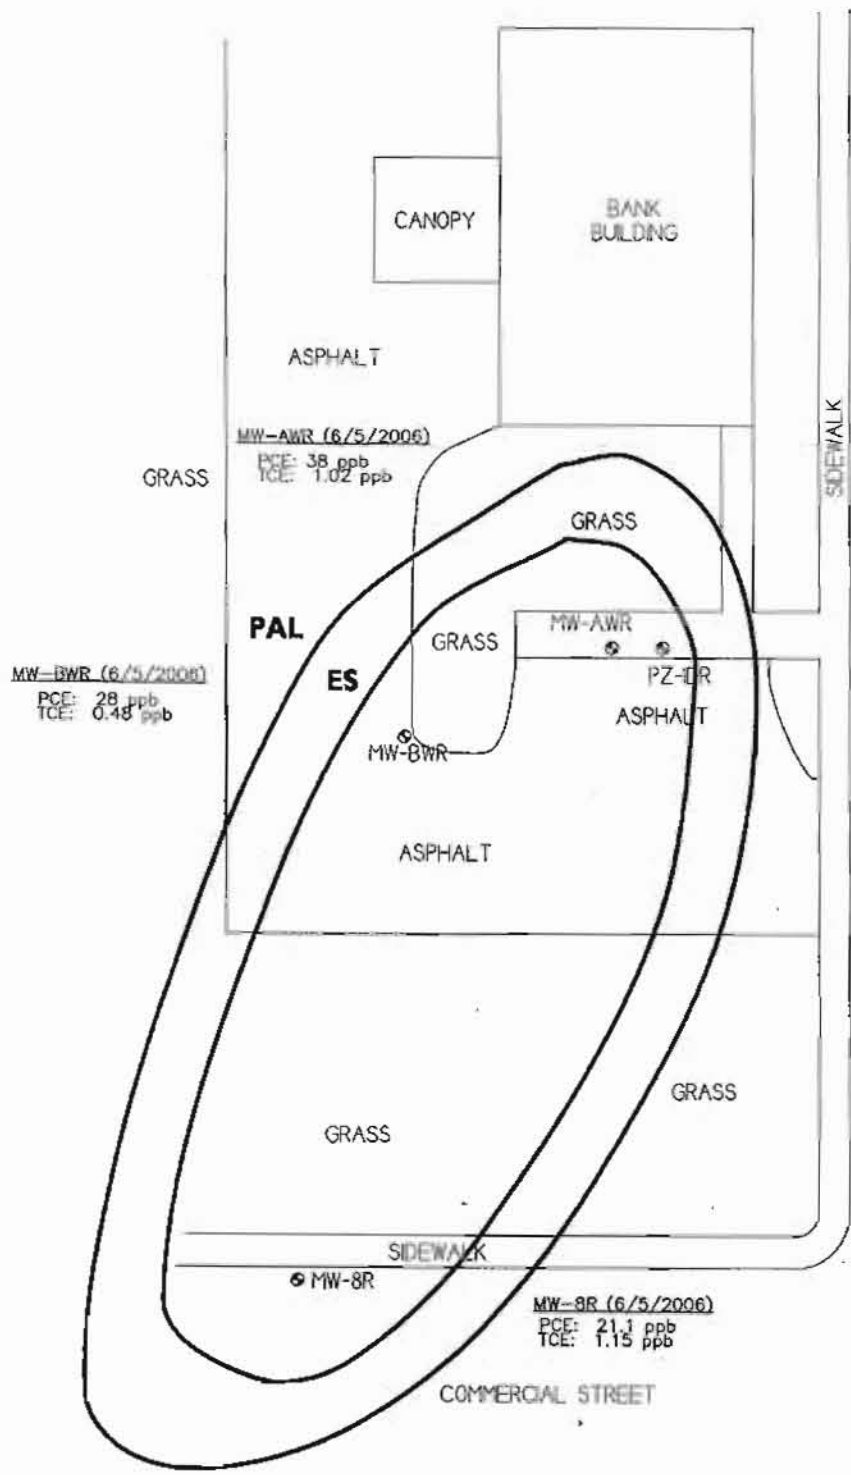 CANOPY
BANK
BUILDING
ASPHALT
SIDEWALK
MW-AWR (6/5/2006)
PCE: 38 ppb
TCE: 1.02 ppb
GRASS
GRASS
PAL
MW-AWR
GRASS
MW-BWR (6/5/2006)
PCE: 28 ppb
TCE: 0.48 ppb
ES
ASPHALT
MW-BWR
ASPHALT
GRASS
GRASS
SIDEWALK
MW-8R
MW-8R (6/5/2006)
PCE: 21.1 ppb
TCE: 1.15 ppb
COMMERCIAL STREET